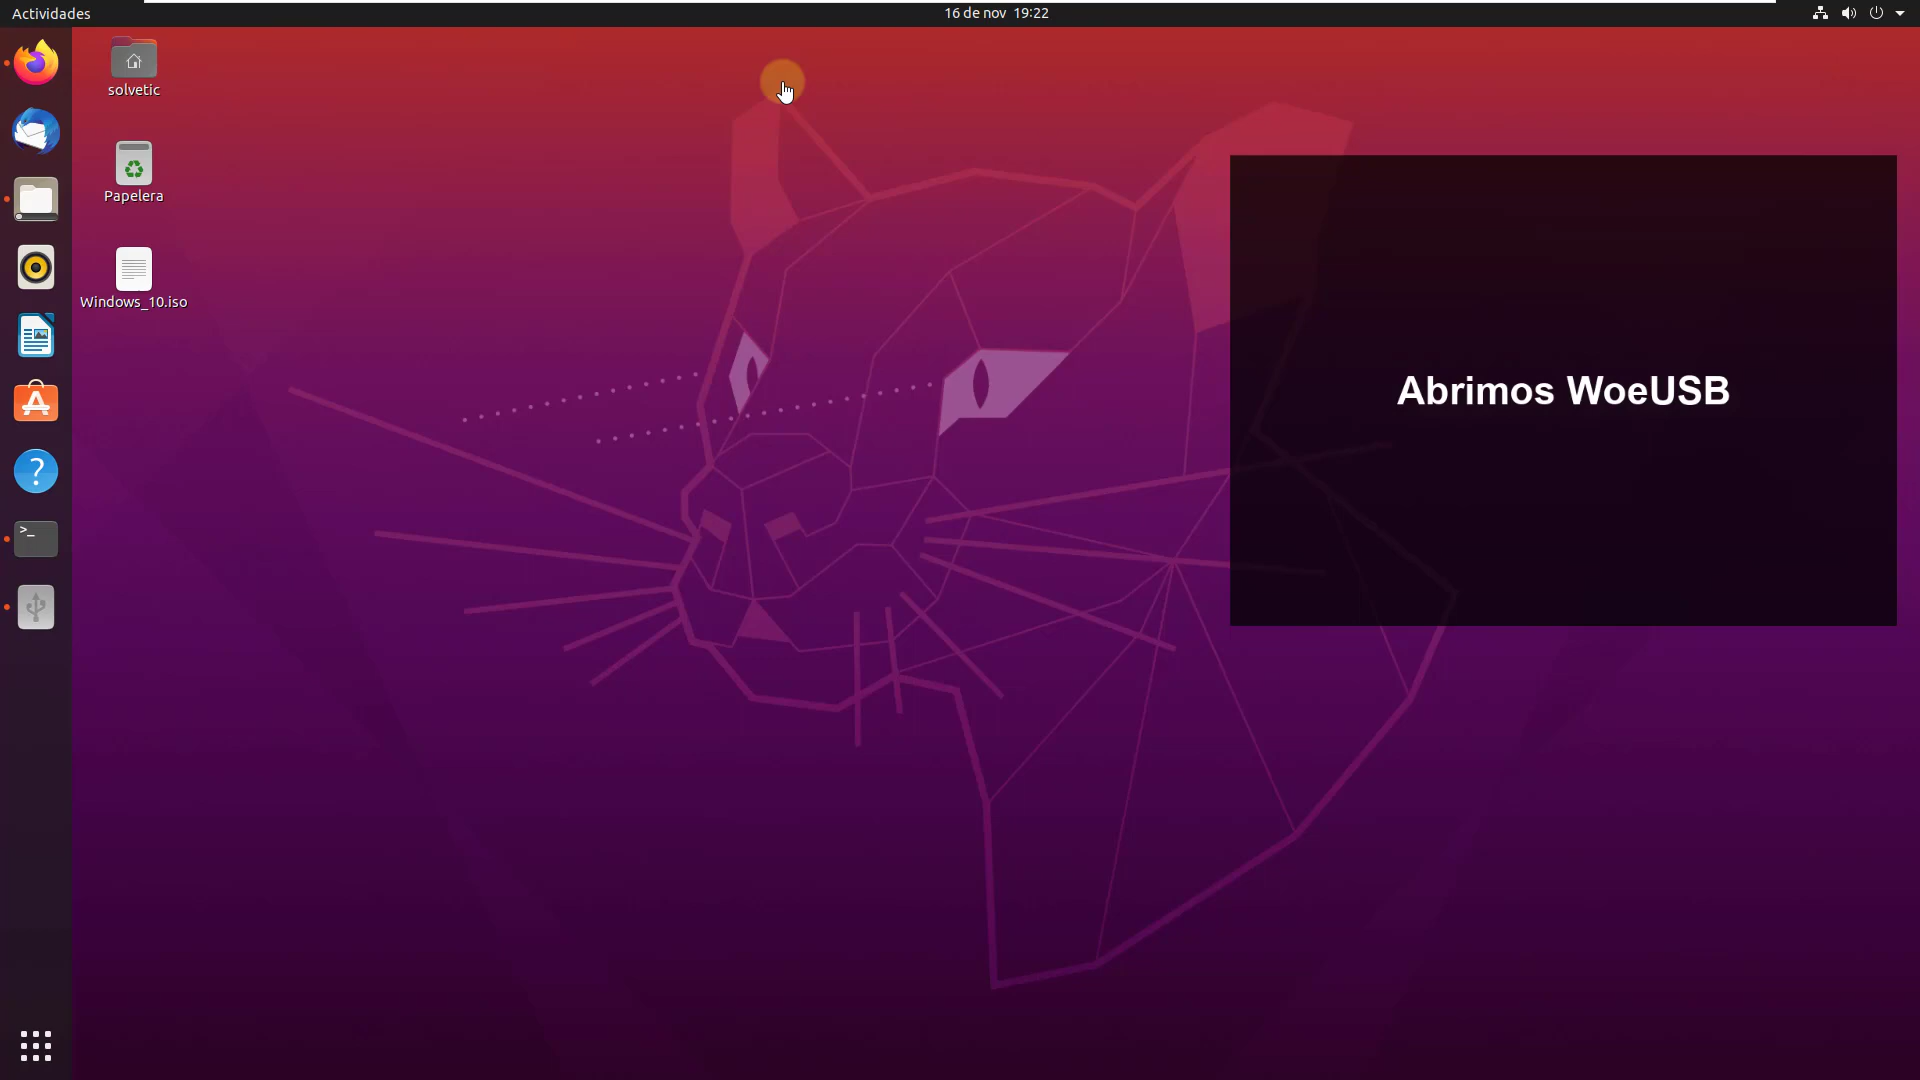 Actividades
16 de nov 19:22
solvetic
Papelera
Windows_10.iso
Abrimos WoeUSB